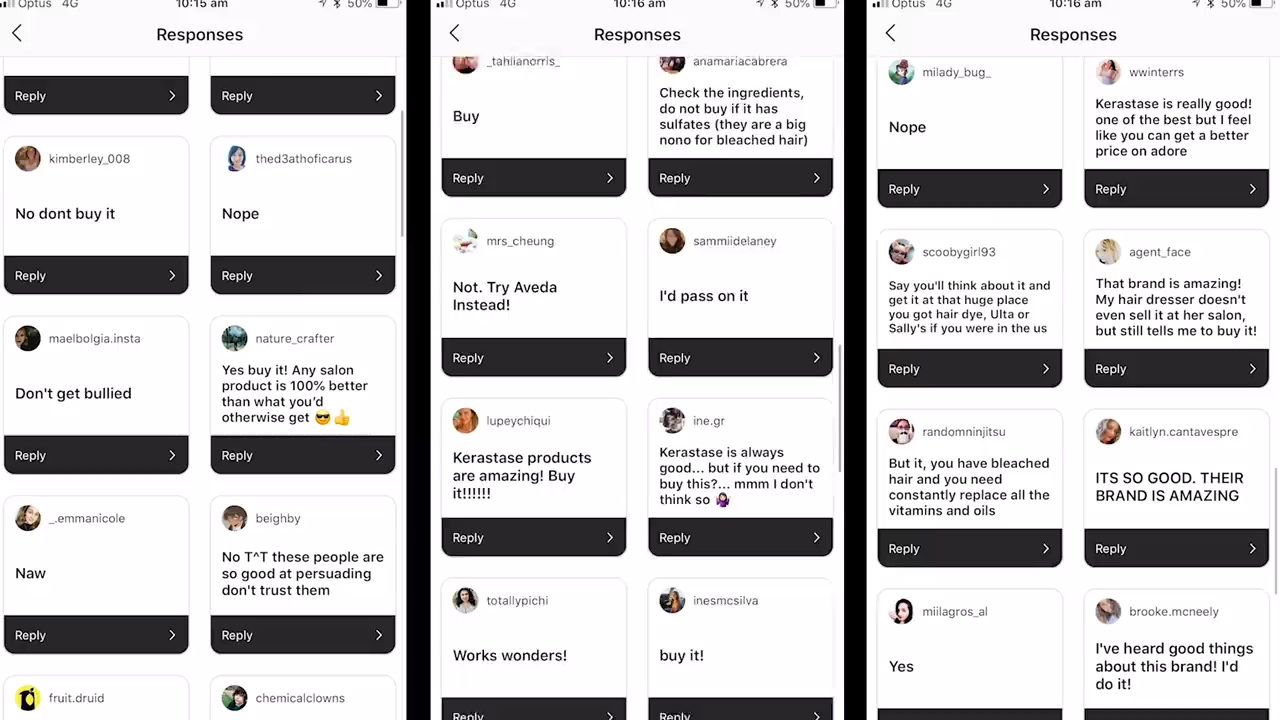 Optus 4G 10:15 am 50%
Responses
Reply
Reply
kimberley_008
No dont buy it
Reply
thed3athoficarus
Nope
Reply
maelbolgia.insta
Don't get bullied
Reply
nature_crafter
Yes buy it! Any salon
product is 100% better
than what you'd
otherwise get 😎👍
Reply
_.emmanicole
Naw
Reply
beighby
No T^T these people are
so good at persuading
don't trust them
Reply
fruit.druid
chemicalclowns
Optus 4G 10:16 am 50%
Responses
_tahlianorris_
Buy
Reply
anamariacabrera
Check the ingredients,
do not buy if it has
sulfates (they are a big
nono for bleached hair)
Reply
mrs_cheung
Not. Try Aveda
Instead!
Reply
sammiidelaney
I'd pass on it
Reply
lupeychiqui
Kerastase products
are amazing! Buy
it!!!!!!
Reply
ine.gr
Kerastase is always
good... but if you need to
buy this?... mmm I don't
think so 🤷‍♀️
Reply
totallypichi
Works wonders!
Reply
inesmcsilva
buy it!
Reply
Optus 4G 10:16 am 50%
Responses
milady_bug_
Nope
Reply
wwinterrs
Kerastase is really good!
one of the best but I feel
like you can get a better
price on adore
Reply
scoobygirl93
Say you'll think about it and
get it at that huge place
you got hair dye, Ulta or
Sally's if you were in the us
Reply
agent_face
That brand is amazing!
My hair dresser doesn't
even sell it at her salon,
but still tells me to buy it!
Reply
randomninjitsu
But it, you have bleached
hair and you need
constantly replace all the
vitamins and oils
Reply
kaitlyn.cantavespre
ITS SO GOOD. THEIR
BRAND IS AMAZING
Reply
miilagros_al
Yes
brooke.mcneely
I've heard good things
about this brand! I'd
do it!